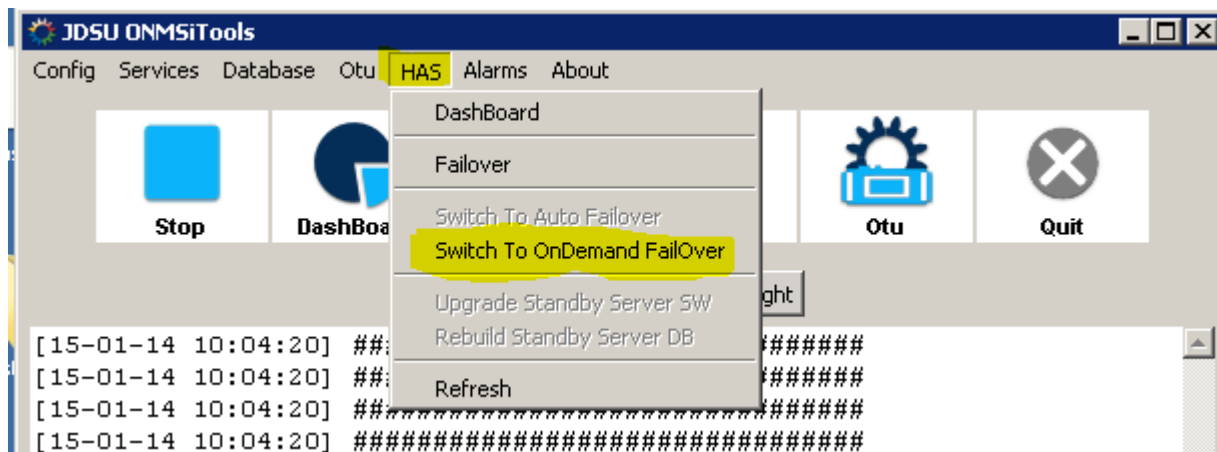 JDSU ONMSiTools
Config Services Database Otu HAS Alarms About
DashBoard
Failover
Switch To Auto Failover
Switch To OnDemand FailOver
Upgrade Standby Server SW
Rebuild Standby Server DB
Refresh
Stop
Otu
Quit
[15-01-14 10:04:20]
[15-01-14 10:04:20]
[15-01-14 10:04:20]
[15-01-14 10:04:20] ################################